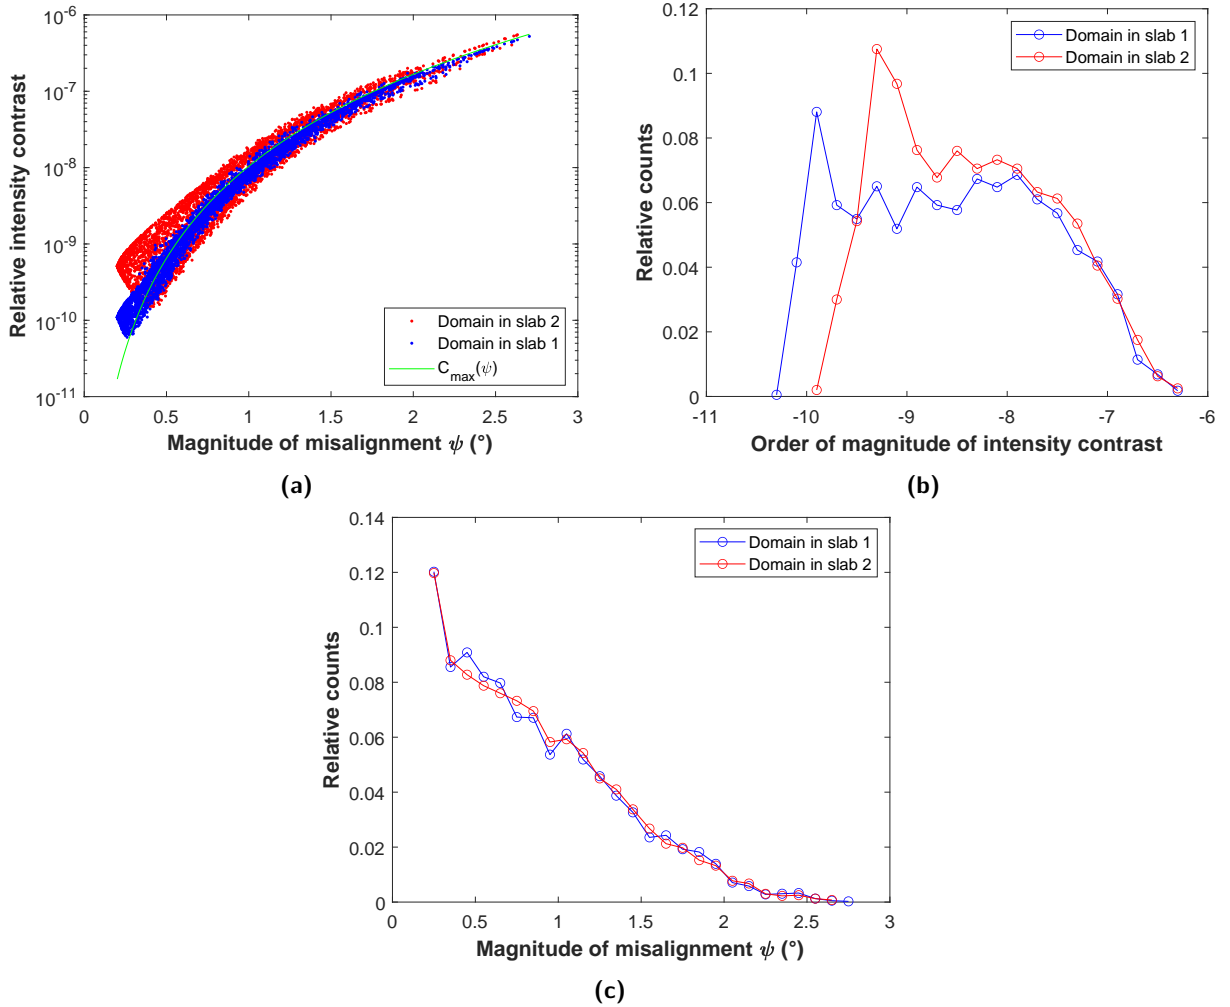 10⁻⁶
10⁻⁷
10⁻⁸
10⁻⁹
10⁻¹⁰
10⁻¹¹
Relative intensity contrast
Domain in slab 2
Domain in slab 1
C_max(ψ)
0 0.5 1 1.5 2 2.5 3
Magnitude of misalignment ψ (°)
(a)
0.12
0.1
0.08
0.06
0.04
0.02
0
Relative counts
Domain in slab 1
Domain in slab 2
-11 -10 -9 -8 -7 -6
Order of magnitude of intensity contrast
(b)
0.14
0.12
0.1
0.08
0.06
0.04
0.02
0
Relative counts
Domain in slab 1
Domain in slab 2
0 0.5 1 1.5 2 2.5 3
Magnitude of misalignment ψ (°)
(c)